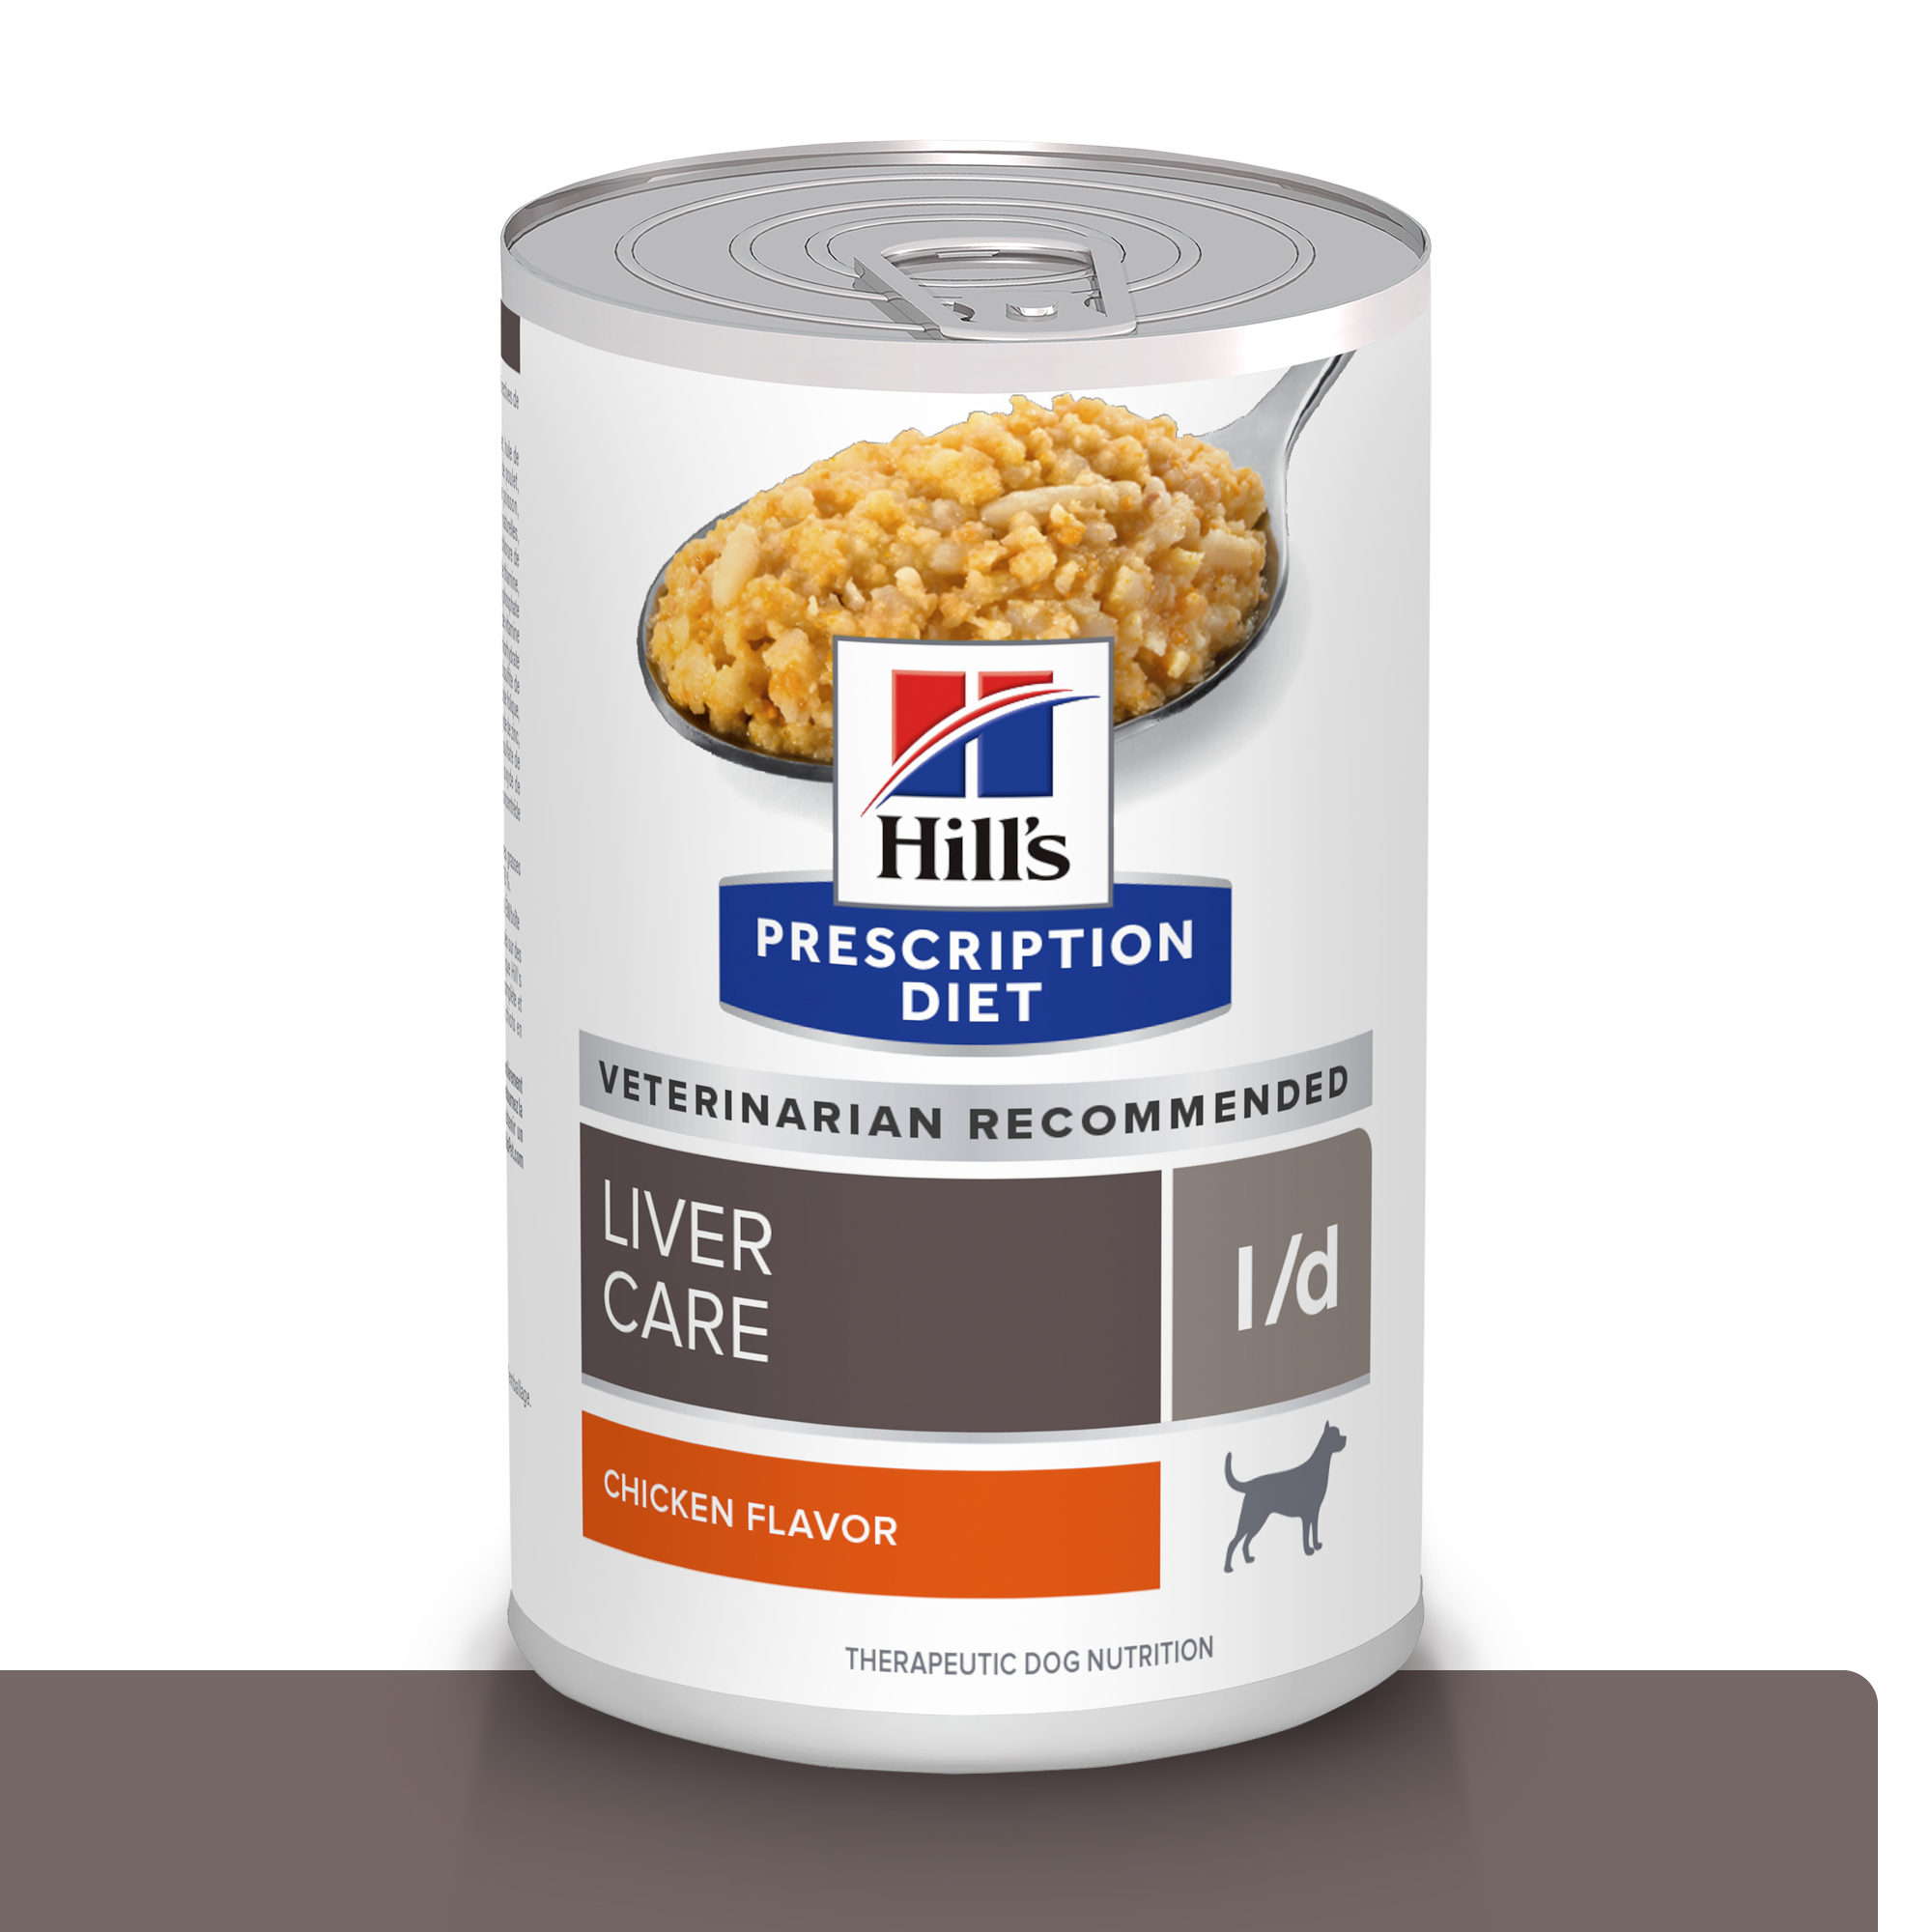 Hill's
PRESCRIPTION
DIET
VETERINARIAN RECOMMENDED
LIVER
CARE
l/d
CHICKEN FLAVOR
THERAPEUTIC DOG NUTRITION